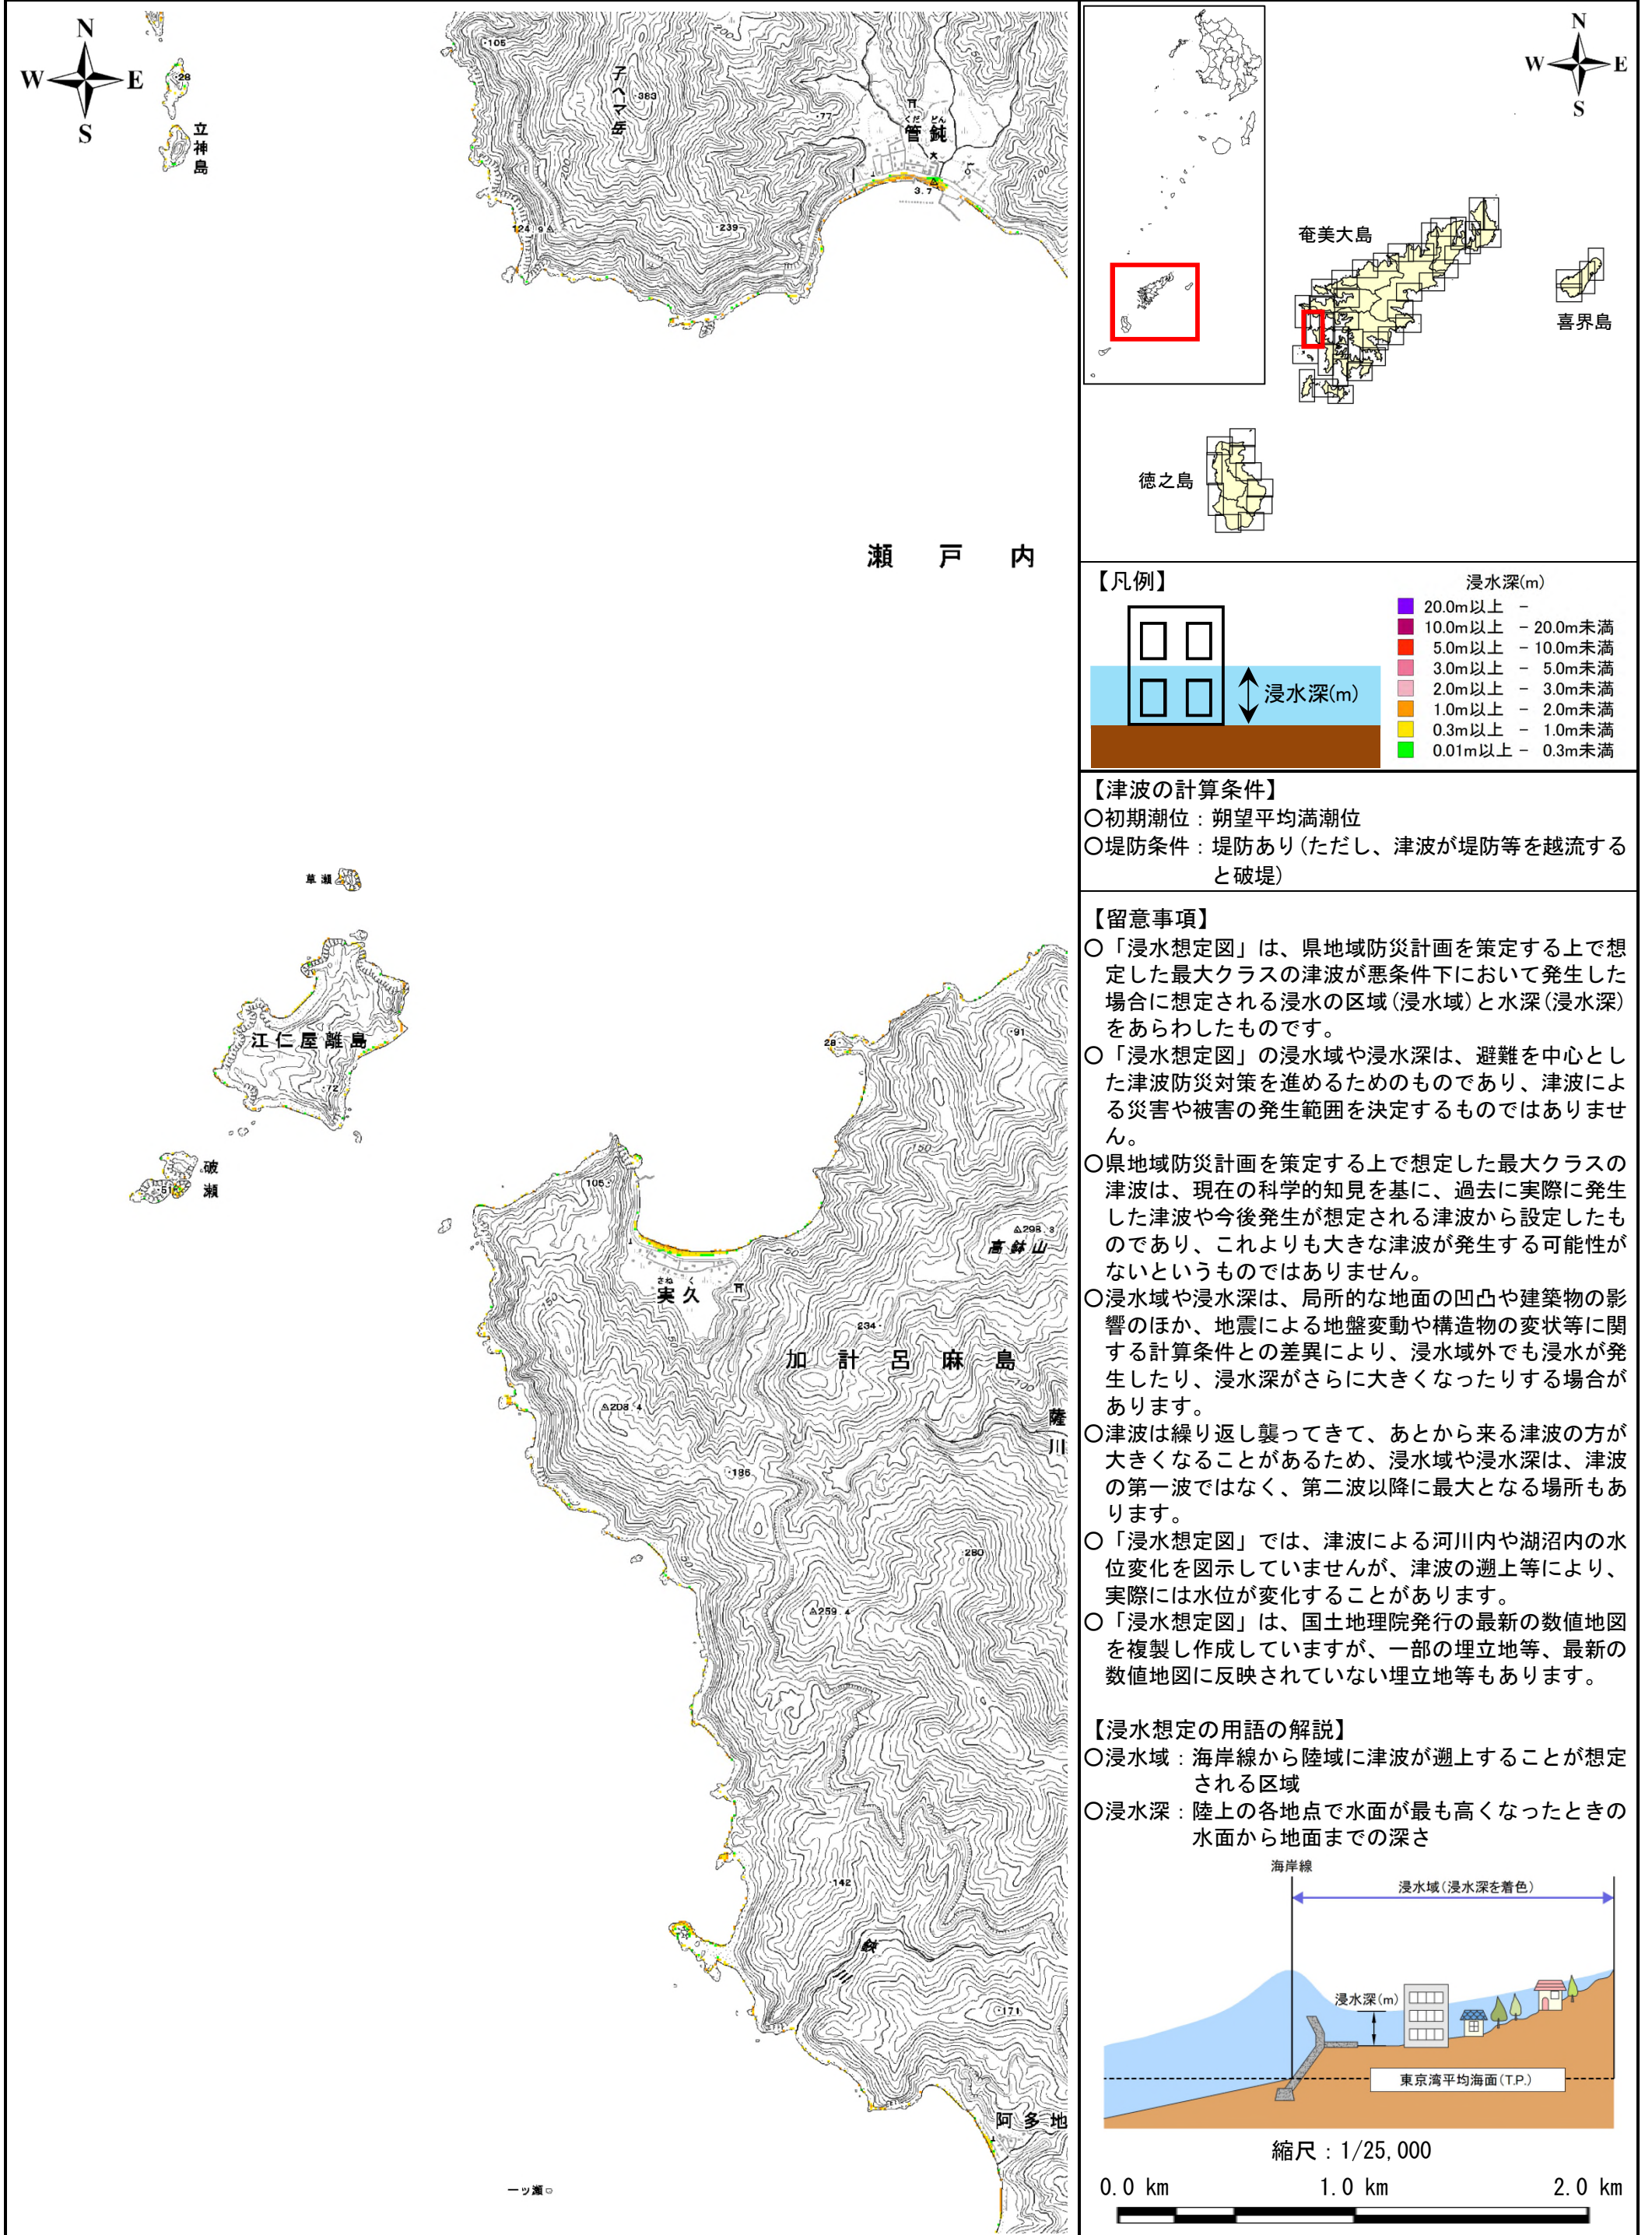 N
W E
S
立神島
・28
・105
子ヘマ岳
・383
・77
くだ どん
管 鈍
3.7
200
100
124.9
・239
瀬 戸 内
草瀬
江仁屋離島
・72
破瀬
・51
28
・91
150
105
298.3
高鉢山
50
さね く
実久
150
234・
加 計 呂 麻 島
100
薩川
208.4
・186
50
・280
259.4
・142
鉄川
・171
阿多地
一ッ瀬
N
W E
S
奄美大島
喜界島
徳之島
【凡例】
浸水深(m)
浸水深(m)
20.0m以上 －
10.0m以上 － 20.0m未満
5.0m以上 － 10.0m未満
3.0m以上 － 5.0m未満
2.0m以上 － 3.0m未満
1.0m以上 － 2.0m未満
0.3m以上 － 1.0m未満
0.01m以上 － 0.3m未満
【津波の計算条件】
○初期潮位：朔望平均満潮位
○堤防条件：堤防あり(ただし、津波が堤防等を越流する
と破堤)
【留意事項】
○「浸水想定図」は、県地域防災計画を策定する上で想
定した最大クラスの津波が悪条件下において発生した
場合に想定される浸水の区域(浸水域)と水深(浸水深)
をあらわしたものです。
○「浸水想定図」の浸水域や浸水深は、避難を中心とし
た津波防災対策を進めるためのものであり、津波によ
る災害や被害の発生範囲を決定するものではありませ
ん。
○県地域防災計画を策定する上で想定した最大クラスの
津波は、現在の科学的知見を基に、過去に実際に発生
した津波や今後発生が想定される津波から設定したも
のであり、これよりも大きな津波が発生する可能性が
ないというものではありません。
○浸水域や浸水深は、局所的な地面の凹凸や建築物の影
響のほか、地震による地盤変動や構造物の変状等に関
する計算条件との差異により、浸水域外でも浸水が発
生したり、浸水深がさらに大きくなったりする場合が
あります。
○津波は繰り返し襲ってきて、あとから来る津波の方が
大きくなることがあるため、浸水域や浸水深は、津波
の第一波ではなく、第二波以降に最大となる場所もあ
ります。
○「浸水想定図」では、津波による河川内や湖沼内の水
位変化を図示していませんが、津波の遡上等により、
実際には水位が変化することがあります。
○「浸水想定図」は、国土地理院発行の最新の数値地図
を複製し作成していますが、一部の埋立地等、最新の
数値地図に反映されていない埋立地等もあります。
【浸水想定の用語の解説】
○浸水域：海岸線から陸域に津波が遡上することが想定
される区域
○浸水深：陸上の各地点で水面が最も高くなったときの
水面から地面までの深さ
海岸線
浸水域(浸水深を着色)
浸水深(m)
東京湾平均海面(T.P.)
縮尺：1/25,000
0.0 km 1.0 km 2.0 km